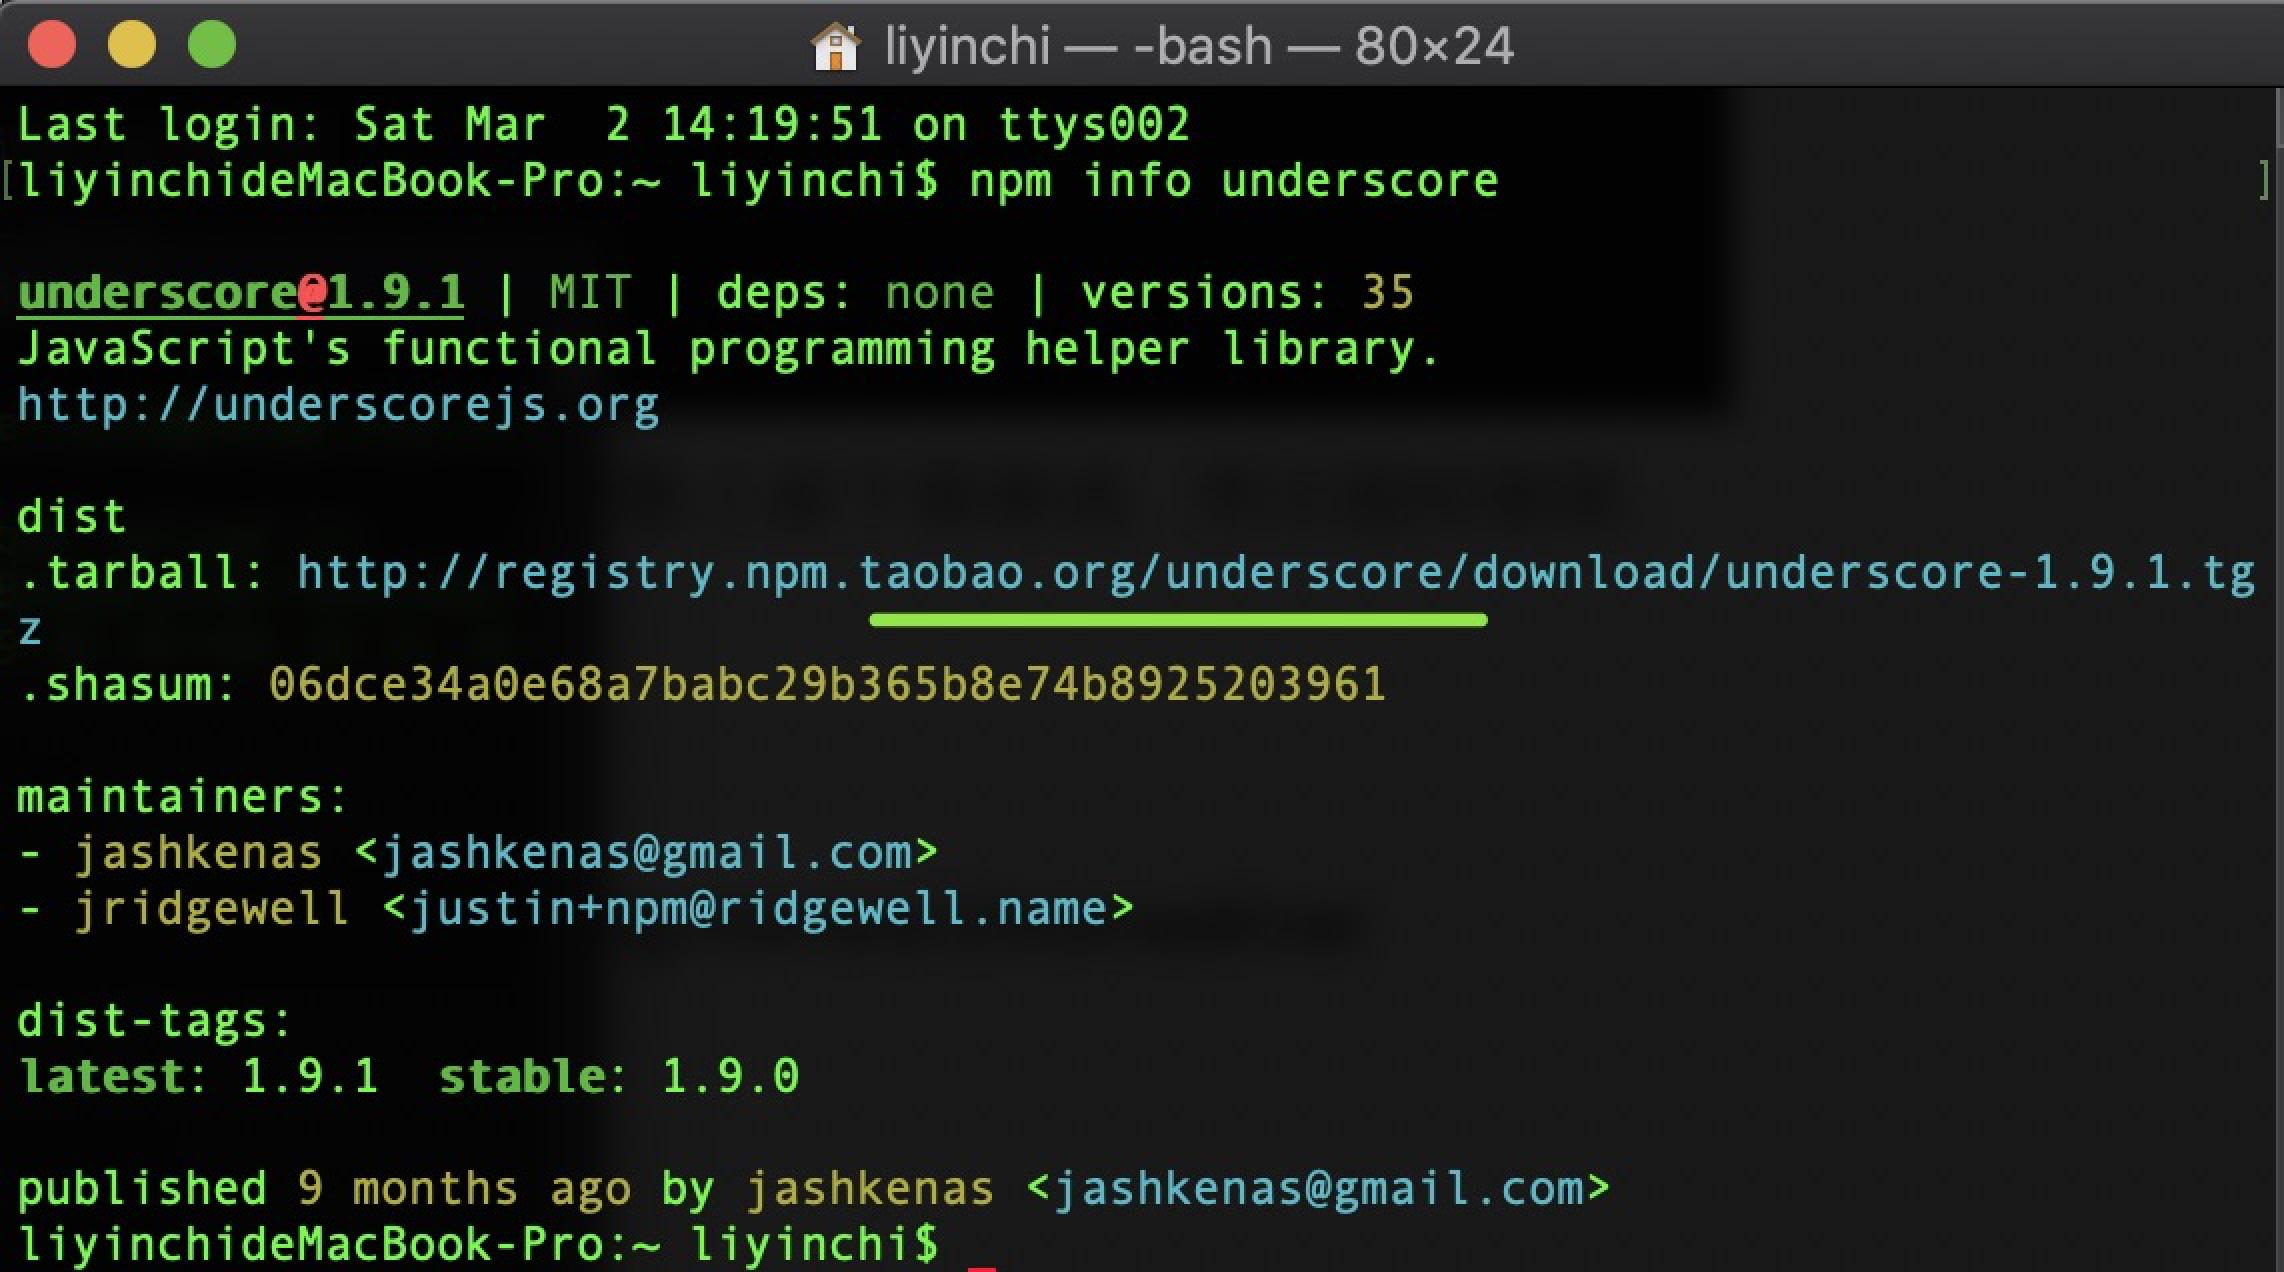 liyinchi — -bash — 80×24
Last login: Sat Mar  2 14:19:51 on ttys002
[liyinchideMacBook-Pro:~ liyinchi$ npm info underscore ]
underscore@1.9.1 | MIT | deps: none | versions: 35
JavaScript's functional programming helper library.
http://underscorejs.org
dist
.tarball: http://registry.npm.taobao.org/underscore/download/underscore-1.9.1.tg
z
.shasum: 06dce34a0e68a7babc29b365b8e74b8925203961
maintainers:
- jashkenas <jashkenas@gmail.com>
- jridgewell <justin+npm@ridgewell.name>
dist-tags:
latest: 1.9.1  stable: 1.9.0
published 9 months ago by jashkenas <jashkenas@gmail.com>
liyinchideMacBook-Pro:~ liyinchi$